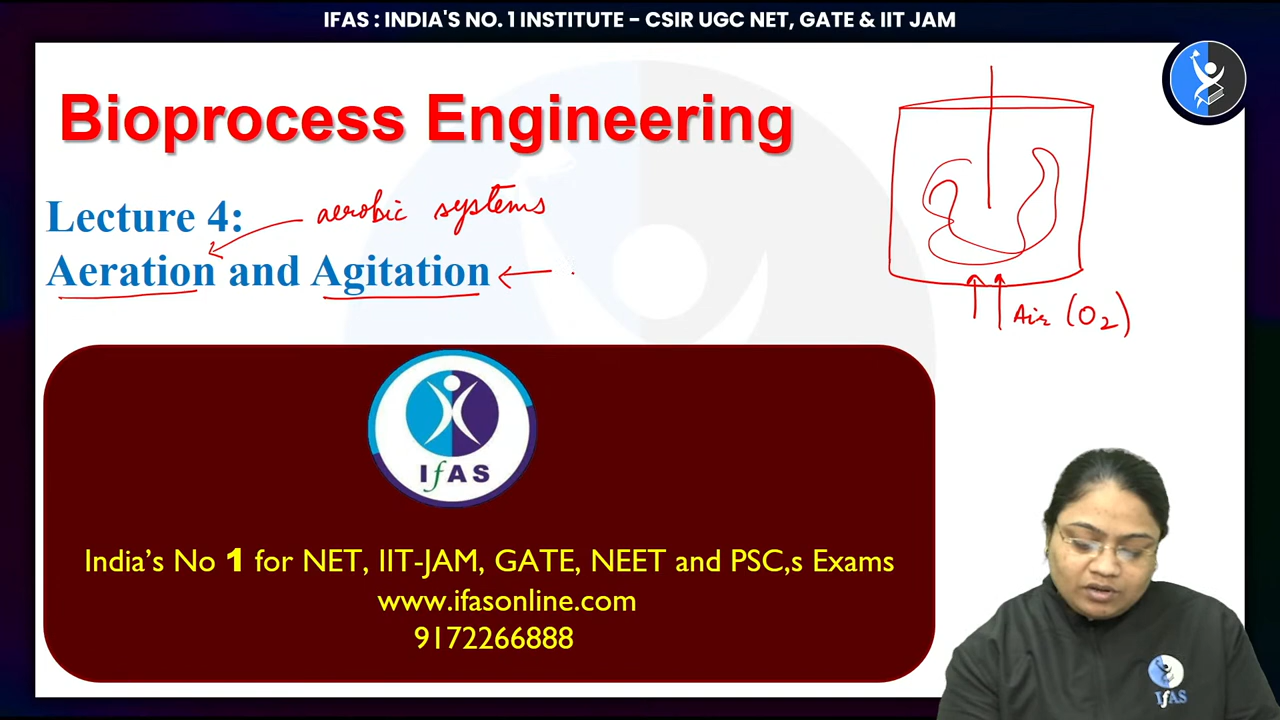 IFAS : INDIA'S NO. 1 INSTITUTE - CSIR UGC NET, GATE & IIT JAM
Bioprocess Engineering
Lecture 4:
aerobic systems
Aeration and Agitation
Air (O2)
IfAS
India's No 1 for NET, IIT-JAM, GATE, NEET and PSC,s Exams
www.ifasonline.com
9172266888
IfAS